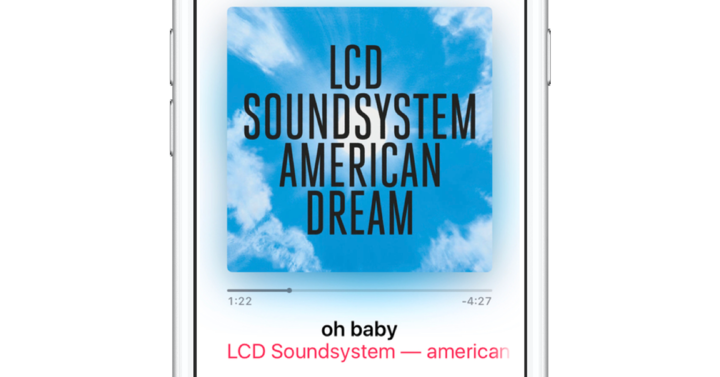 LCD
SOUNDSYSTEM
AMERICAN
DREAM
1:22 -4:27
oh baby
LCD Soundsystem — american